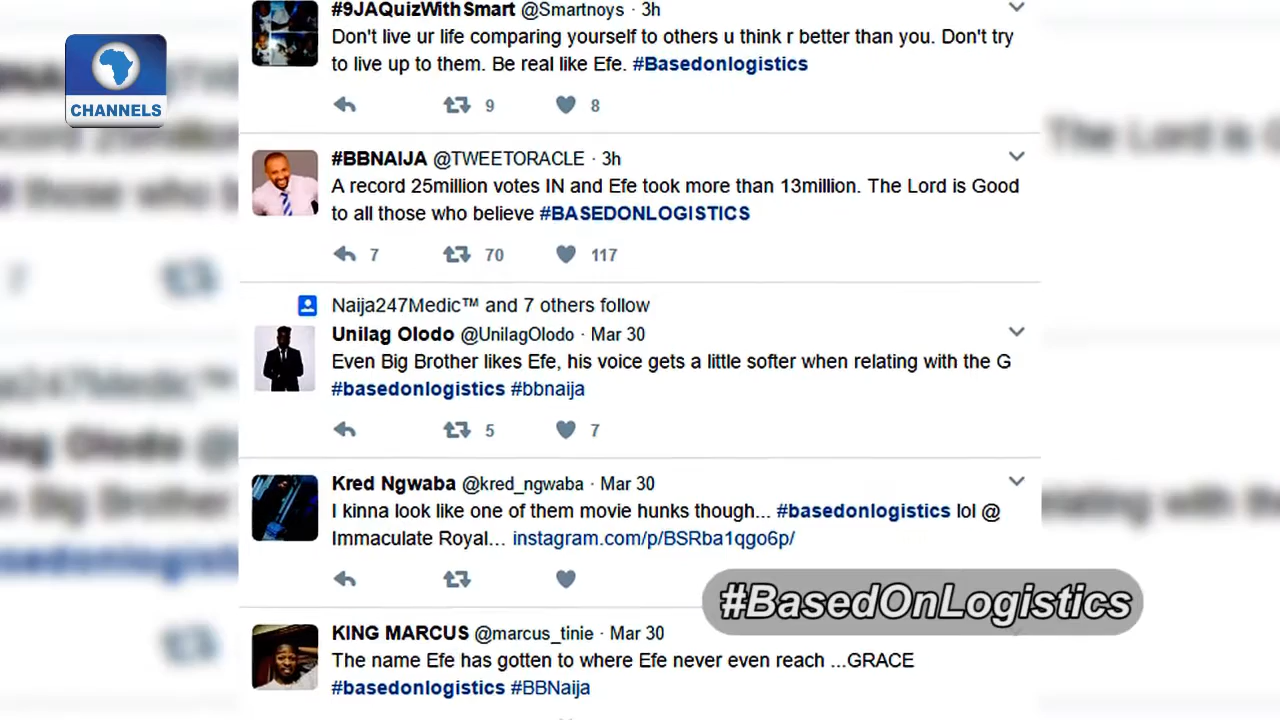 CHANNELS
#9JAQuizWithSmart @Smartnoys · 3h
Don't live ur life comparing yourself to others u think r better than you. Don't try
to live up to them. Be real like Efe. #Basedonlogistics
9 8
#BBNAIJA @TWEETORACLE · 3h
A record 25million votes IN and Efe took more than 13million. The Lord is Good
to all those who believe #BASEDONLOGISTICS
7 70 117
Naija247Medic™ and 7 others follow
Unilag Olodo @UnilagOlodo · Mar 30
Even Big Brother likes Efe, his voice gets a little softer when relating with the G
#basedonlogistics #bbnaija
5 7
Kred Ngwaba @kred_ngwaba · Mar 30
I kinna look like one of them movie hunks though... #basedonlogistics lol @
Immaculate Royal... instagram.com/p/BSRba1qgo6p/
#BasedOnLogistics
KING MARCUS @marcus_tinie · Mar 30
The name Efe has gotten to where Efe never even reach ...GRACE
#basedonlogistics #BBNaija